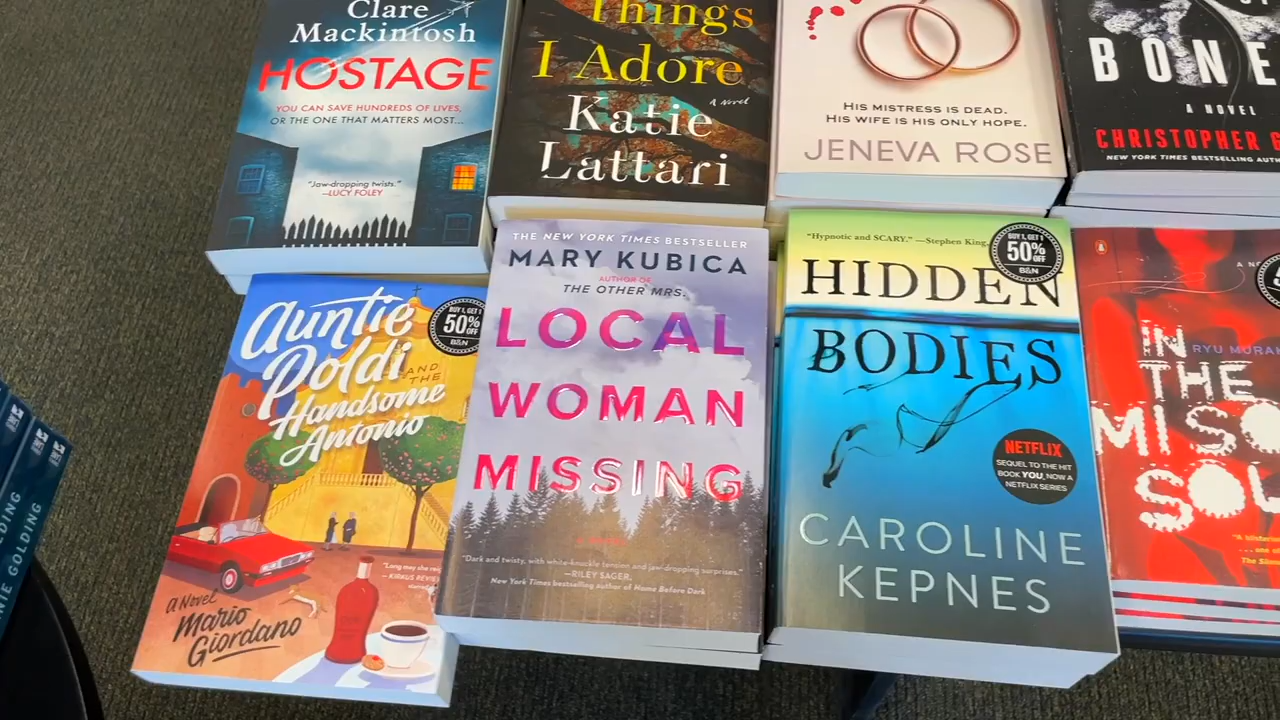 Clare
Mackintosh
HOSTAGE
YOU CAN SAVE HUNDREDS OF LIVES,
OR THE ONE THAT MATTERS MOST...
"Jaw-dropping twists."
—LUCY FOLEY
Things
I Adore
A Novel
Katie
Lattari
HIS MISTRESS IS DEAD.
HIS WIFE IS HIS ONLY HOPE.
JENEVA ROSE
BONE
A NOVEL
CHRISTOPHER G
NEW YORK TIMES BESTSELLING
Auntie
Poldi
AND
THE
Handsome
Antonio
BUY 1, GET 1
50%
OFF
B&N
"Long may she
—KIRKUS
a Novel
Mario
Giordano
THE NEW YORK TIMES BESTSELLER
MARY KUBICA
AUTHOR OF
THE OTHER MRS.
LOCAL
WOMAN
MISSING
A NOVEL
"Dark and twisty, with white-knuckle tension and jaw-dropping surprises."
—RILEY SAGER,
New York Times bestselling author of Home Before Dark
"Hypnotic and SCARY." —Stephen King
BUY 1, GET 1
50%
OFF
B&N
HIDDEN
BODIES
NETFLIX
SEQUEL TO THE HIT
BOOK YOU, NOW A
NETFLIX SERIES
CAROLINE
KEPNES
IN
THE
RYU
MISO
SO
NIE GOLDING